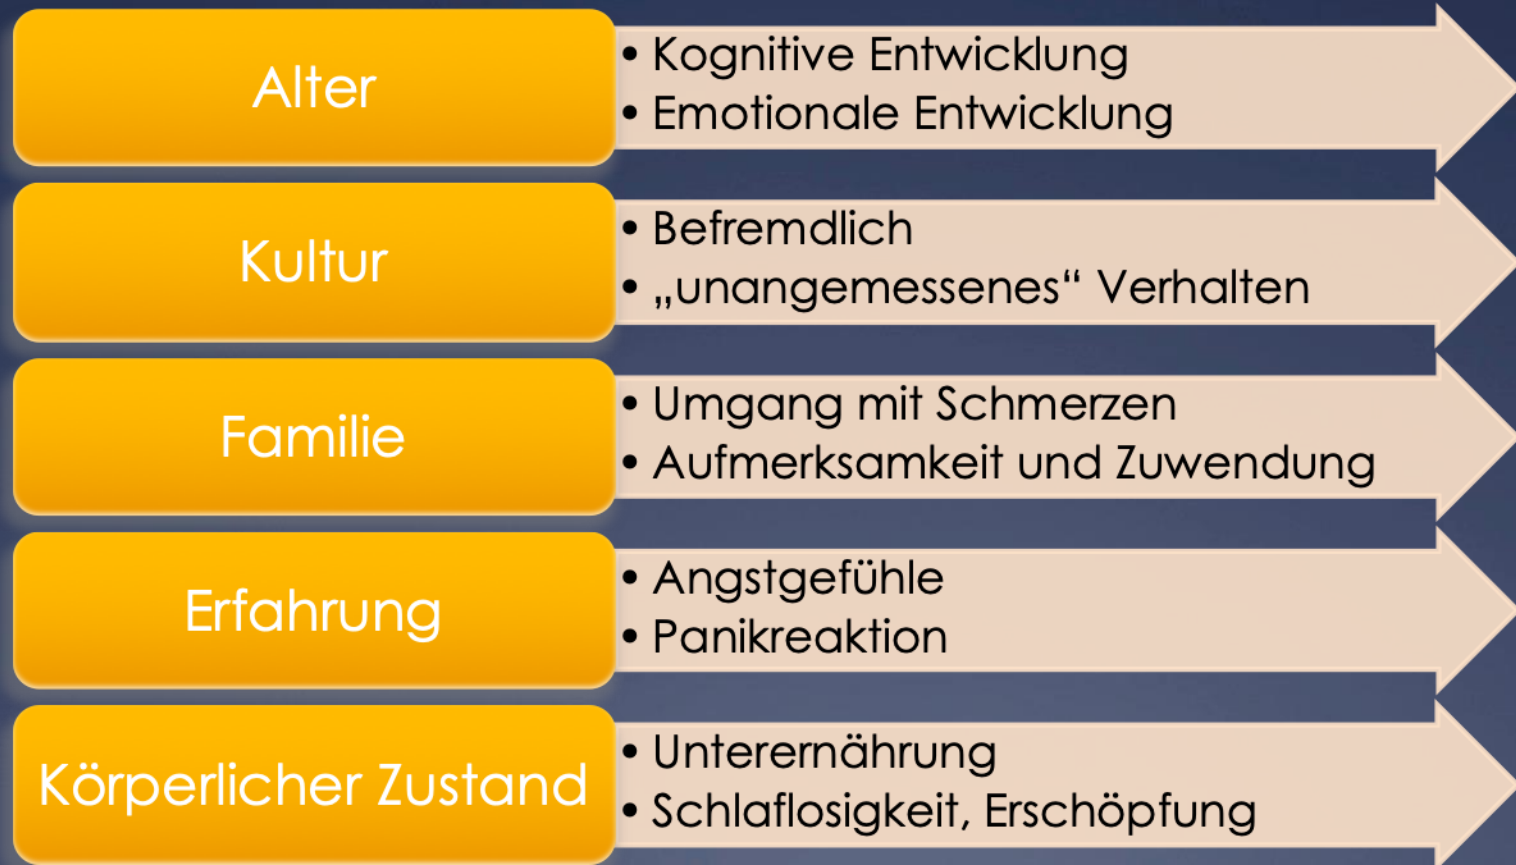 Alter
• Kognitive Entwicklung
• Emotionale Entwicklung
Kultur
• Befremdlich
• „unangemessenes“ Verhalten
Familie
• Umgang mit Schmerzen
• Aufmerksamkeit und Zuwendung
Erfahrung
• Angstgefühle
• Panikreaktion
Körperlicher Zustand
• Unterernährung
• Schlaflosigkeit, Erschöpfung